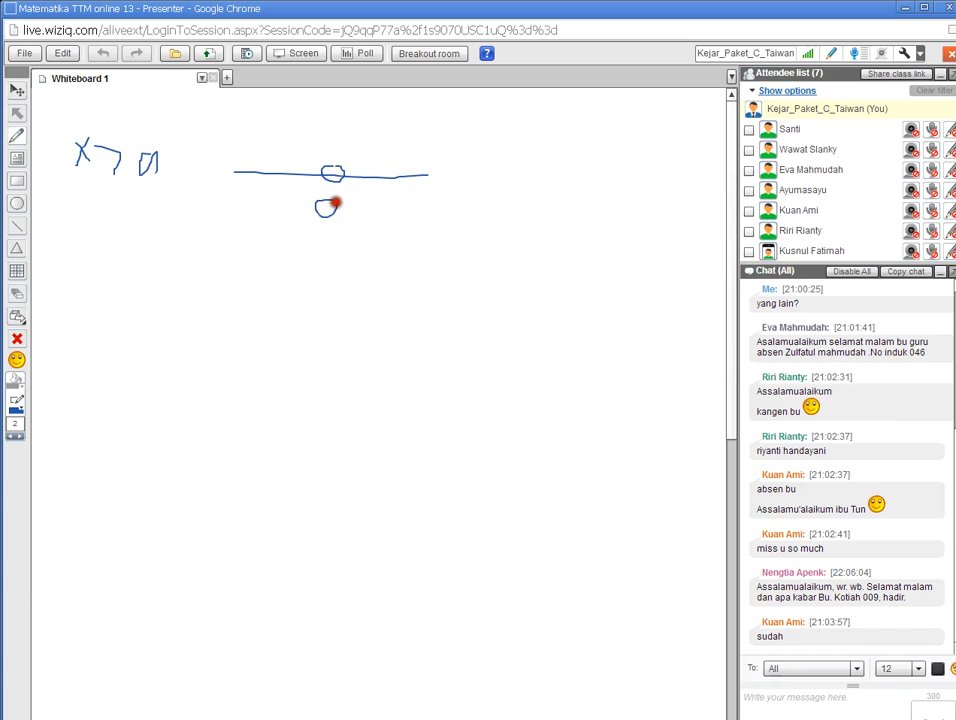 Matematika TTM online 13 - Presenter - Google Chrome
live.wiziq.com/aliveext/LoginToSession.aspx?SessionCode=jQ9qqP77a%2f1s9070USC1uQ%3d%3d
File Edit Screen Poll Breakout room ? Kejar_Paket_C_Taiwan
Whiteboard 1
x > a
Attendee list (7) Share class link
Show options Clear filter
Kejar_Paket_C_Taiwan (You)
Santi
Wawat Slanky
Eva Mahmudah
Ayumasayu
Kuan Ami
Riri Rianty
Kusnul Fatimah
Chat (All) Disable All Copy chat
Me: [21:00:25]
yang lain?
Eva Mahmudah: [21:01:41]
Asalamualaikum selamat malam bu guru
absen Zulfatul mahmudah .No induk 046
Riri Rianty: [21:02:31]
Assalamualaikum
kangen bu
Riri Rianty: [21:02:37]
riyanti handayani
Kuan Ami: [21:02:37]
absen bu
Assalamu'alaikum ibu Tun
Kuan Ami: [21:02:41]
miss u so much
Nengtia Apenk: [22:06:04]
Assalamualaikum, wr. wb. Selamat malam
dan apa kabar Bu. Kotiah 009, hadir.
Kuan Ami: [21:03:57]
sudah
To: All 12
Write your message here. 300
2